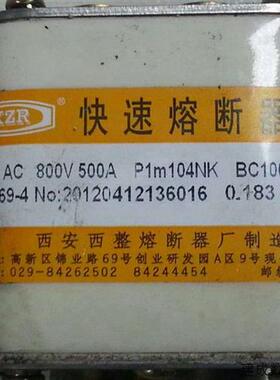 XZR
快速熔断器
AC 800V 500A P1m104NK BC100
69-4 No:20120412136016 0.183
西安西整熔断器厂制造
: 高新区锦业路69号创业研发园A区9号现
: 029-84262502 84244454 邮